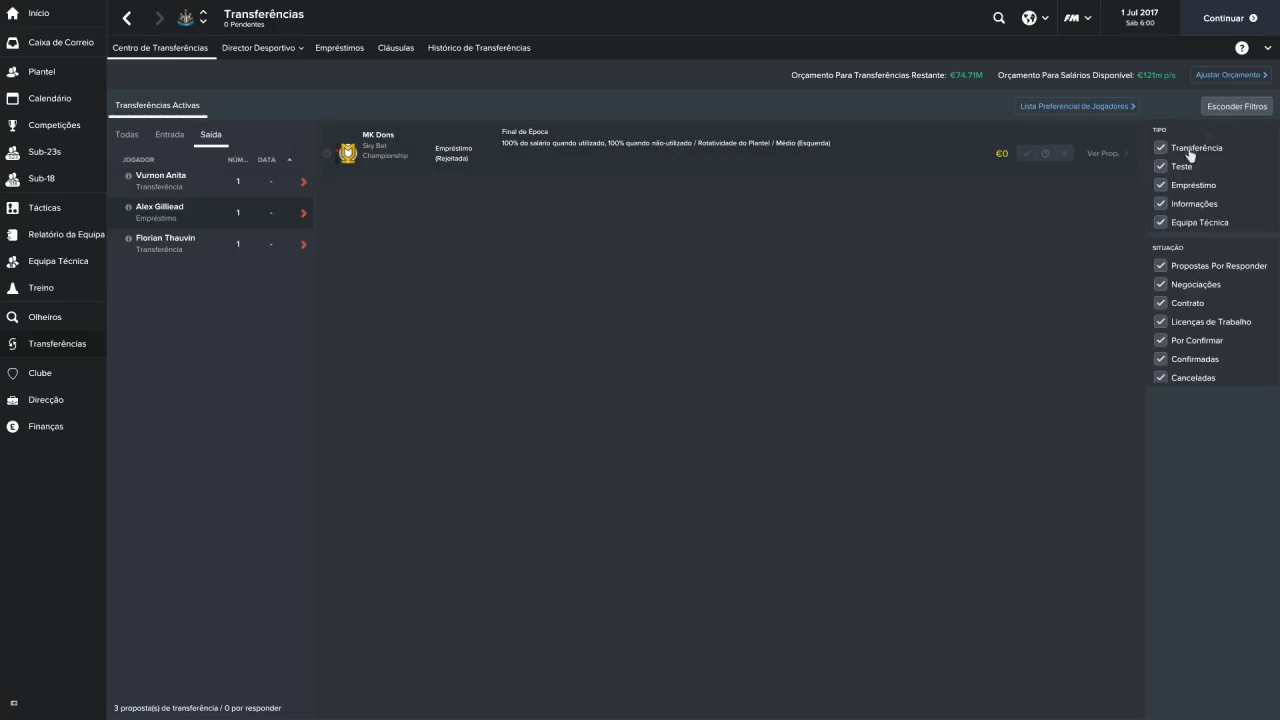 Início
Caixa de Correio
Plantel
Calendário
Competições
Sub-23s
Sub-18
Tácticas
Relatório da Equipa
Equipa Técnica
Treino
Olheiros
Transferências
Clube
Direcção
Finanças
Transferências
0 Pendentes
FM
1 Jul 2017
Sáb 6:00
Continuar
Centro de Transferências
Director Desportivo
Empréstimos
Cláusulas
Histórico de Transferências
Orçamento Para Transferências Restante: €74.71M
Orçamento Para Salários Disponível: €121m p/s
Ajustar Orçamento
Transferências Activas
Lista Preferencial de Jogadores
Esconder Filtros
Todas
Entrada
Saída
JOGADOR
NÚM...
DATA
Vurnon Anita
Transferência
1
-
Alex Gilliead
Empréstimo
1
-
Florian Thauvin
Transferência
1
-
MK Dons
Sky Bet
Championship
Empréstimo
(Rejeitada)
Final de Época
100% do salário quando utilizado, 100% quando não-utilizado / Rotatividade do Plantel / Médio (Esquerda)
€0
Ver Prop.
TIPO
Transferência
Teste
Empréstimo
Informações
Equipa Técnica
SITUAÇÃO
Propostas Por Responder
Negociações
Contrato
Licenças de Trabalho
Por Confirmar
Confirmadas
Canceladas
3 proposta(s) de transferência / 0 por responder